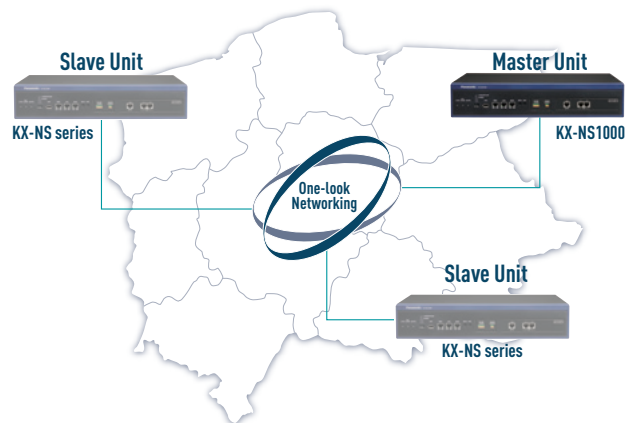 Slave Unit
KX-NS series
Master Unit
KX-NS1000
One-look
Networking
Slave Unit
KX-NS series